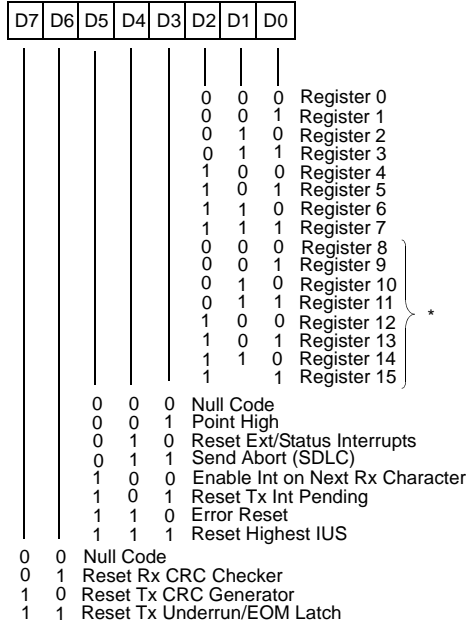 D7 D6 D5 D4 D3 D2 D1 D0
0 0 0 Register 0
0 0 1 Register 1
0 1 0 Register 2
0 1 1 Register 3
1 0 0 Register 4
1 0 1 Register 5
1 1 0 Register 6
1 1 1 Register 7
0 0 0 Register 8
0 0 1 Register 9
0 1 0 Register 10
0 1 1 Register 11
*
1 0 0 Register 12
1 0 1 Register 13
1 1 0 Register 14
1 1 Register 15
0 0 0 Null Code
0 0 1 Point High
0 1 0 Reset Ext/Status Interrupts
0 1 1 Send Abort (SDLC)
1 0 0 Enable Int on Next Rx Character
1 0 1 Reset Tx Int Pending
1 1 0 Error Reset
1 1 1 Reset Highest IUS
0 0 Null Code
0 1 Reset Rx CRC Checker
1 0 Reset Tx CRC Generator
1 1 Reset Tx Underrun/EOM Latch